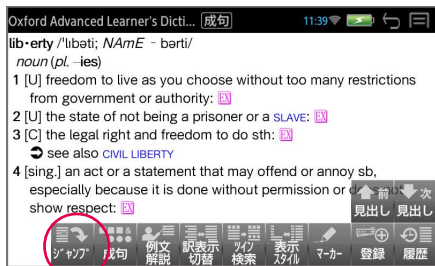 Oxford Advanced Learner's Dicti... 成句 11:39
lib•erty /ˈlɪbəti; NAmE -bərti/
noun (pl. –ies)
1 [U] freedom to live as you choose without too many restrictions
from government or authority: EX
2 [U] the state of not being a prisoner or a SLAVE: EX
3 [C] the legal right and freedom to do sth: EX
➲ see also CIVIL LIBERTY
4 [sing.] an act or a statement that may offend or annoy sb,
especially because it is done without permission or does not
show respect: EX
前見出し 次見出し
ｼﾞｬﾝﾌﾟ 成句 例文解説 訳表示切替 ﾂｲﾝ検索 表示ｽﾀｲﾙ ﾏｰｶｰ 登録 履歴